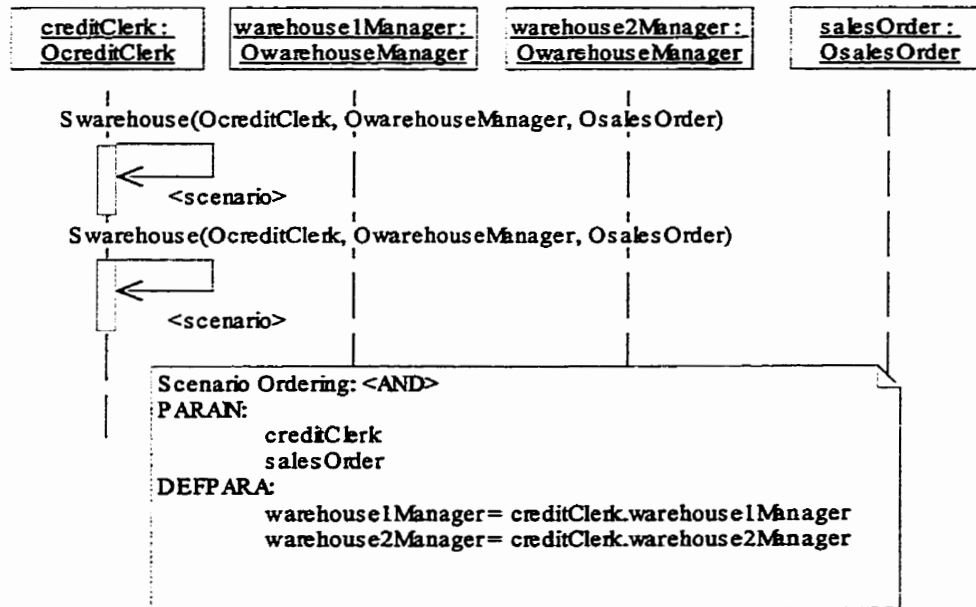 creditClerk :
OcreditClerk
warehouse1Manager:
OwarehouseManager
warehouse2Manager:
OwarehouseManager
salesOrder :
OsalesOrder
Swarehouse(OcreditClerk, OwarehouseManager, OsalesOrder)
<scenario>
Swarehouse(OcreditClerk, OwarehouseManager, OsalesOrder)
<scenario>
Scenario Ordering: <AND>
PARAIN:
creditClerk
salesOrder
DEFPARA:
warehouse1Manager= creditClerk.warehouse1Manager
warehouse2Manager= creditClerk.warehouse2Manager